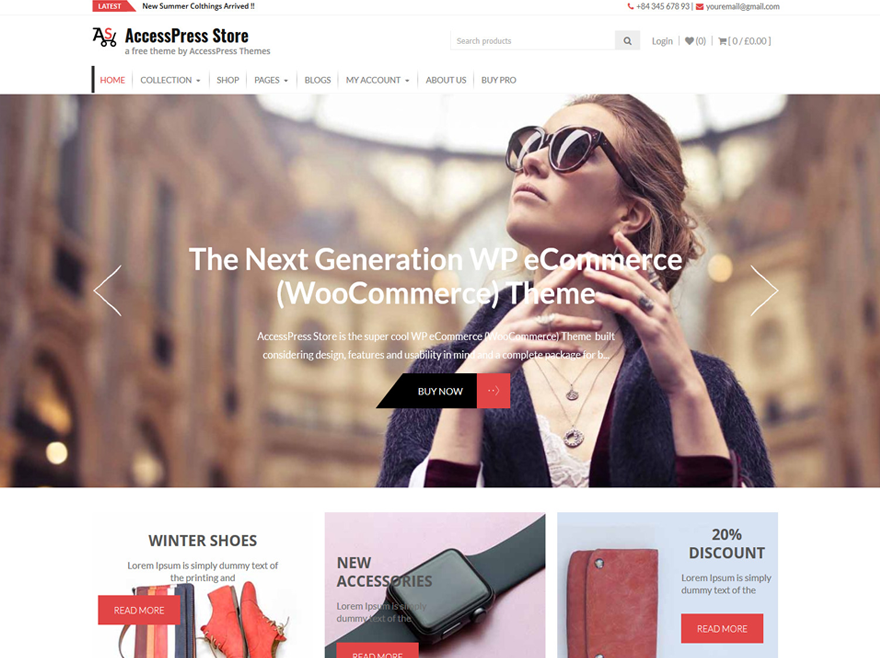 LATEST
New Summer Colthings Arrived !!
+84 345 678 93 | youremail@gmail.com
AccessPress Store
a free theme by AccessPress Themes
Search products
Login | (0) | [ 0 / £0.00 ]
HOME COLLECTION SHOP PAGES BLOGS MY ACCOUNT ABOUT US BUY PRO
The Next Generation WP eCommerce
(WooCommerce) Theme
AccessPress Store is the super cool WP eCommerce (WooCommerce) Theme built
considering design, features and usability in mind and a complete package for b...
BUY NOW
WINTER SHOES
Lorem Ipsum is simply dummy text of
the printing and
READ MORE
NEW
ACCESSORIES
Lorem Ipsum is simply
dummy text of the
READ MORE
20%
DISCOUNT
Lorem Ipsum is simply
dummy text of the
READ MORE